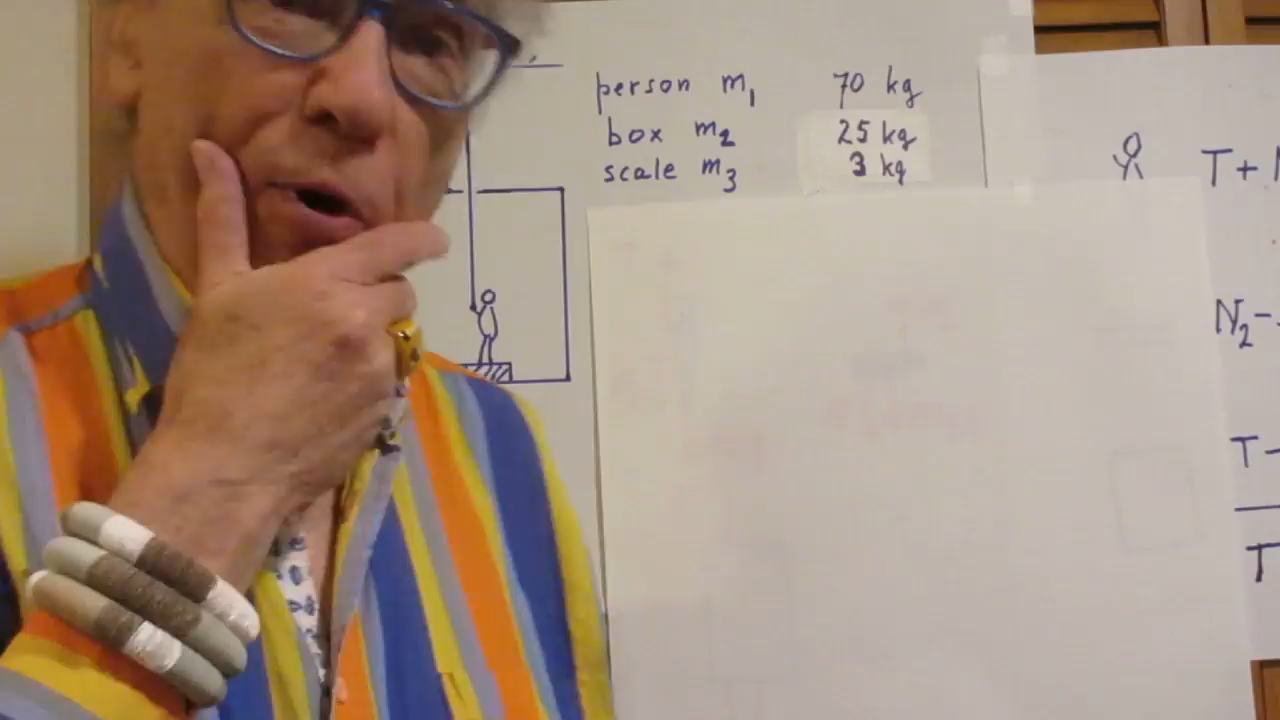 person m₁ 70 kg
box m₂ 25 kg
scale m₃ 3 kg
T +
N₂ -
T -
T